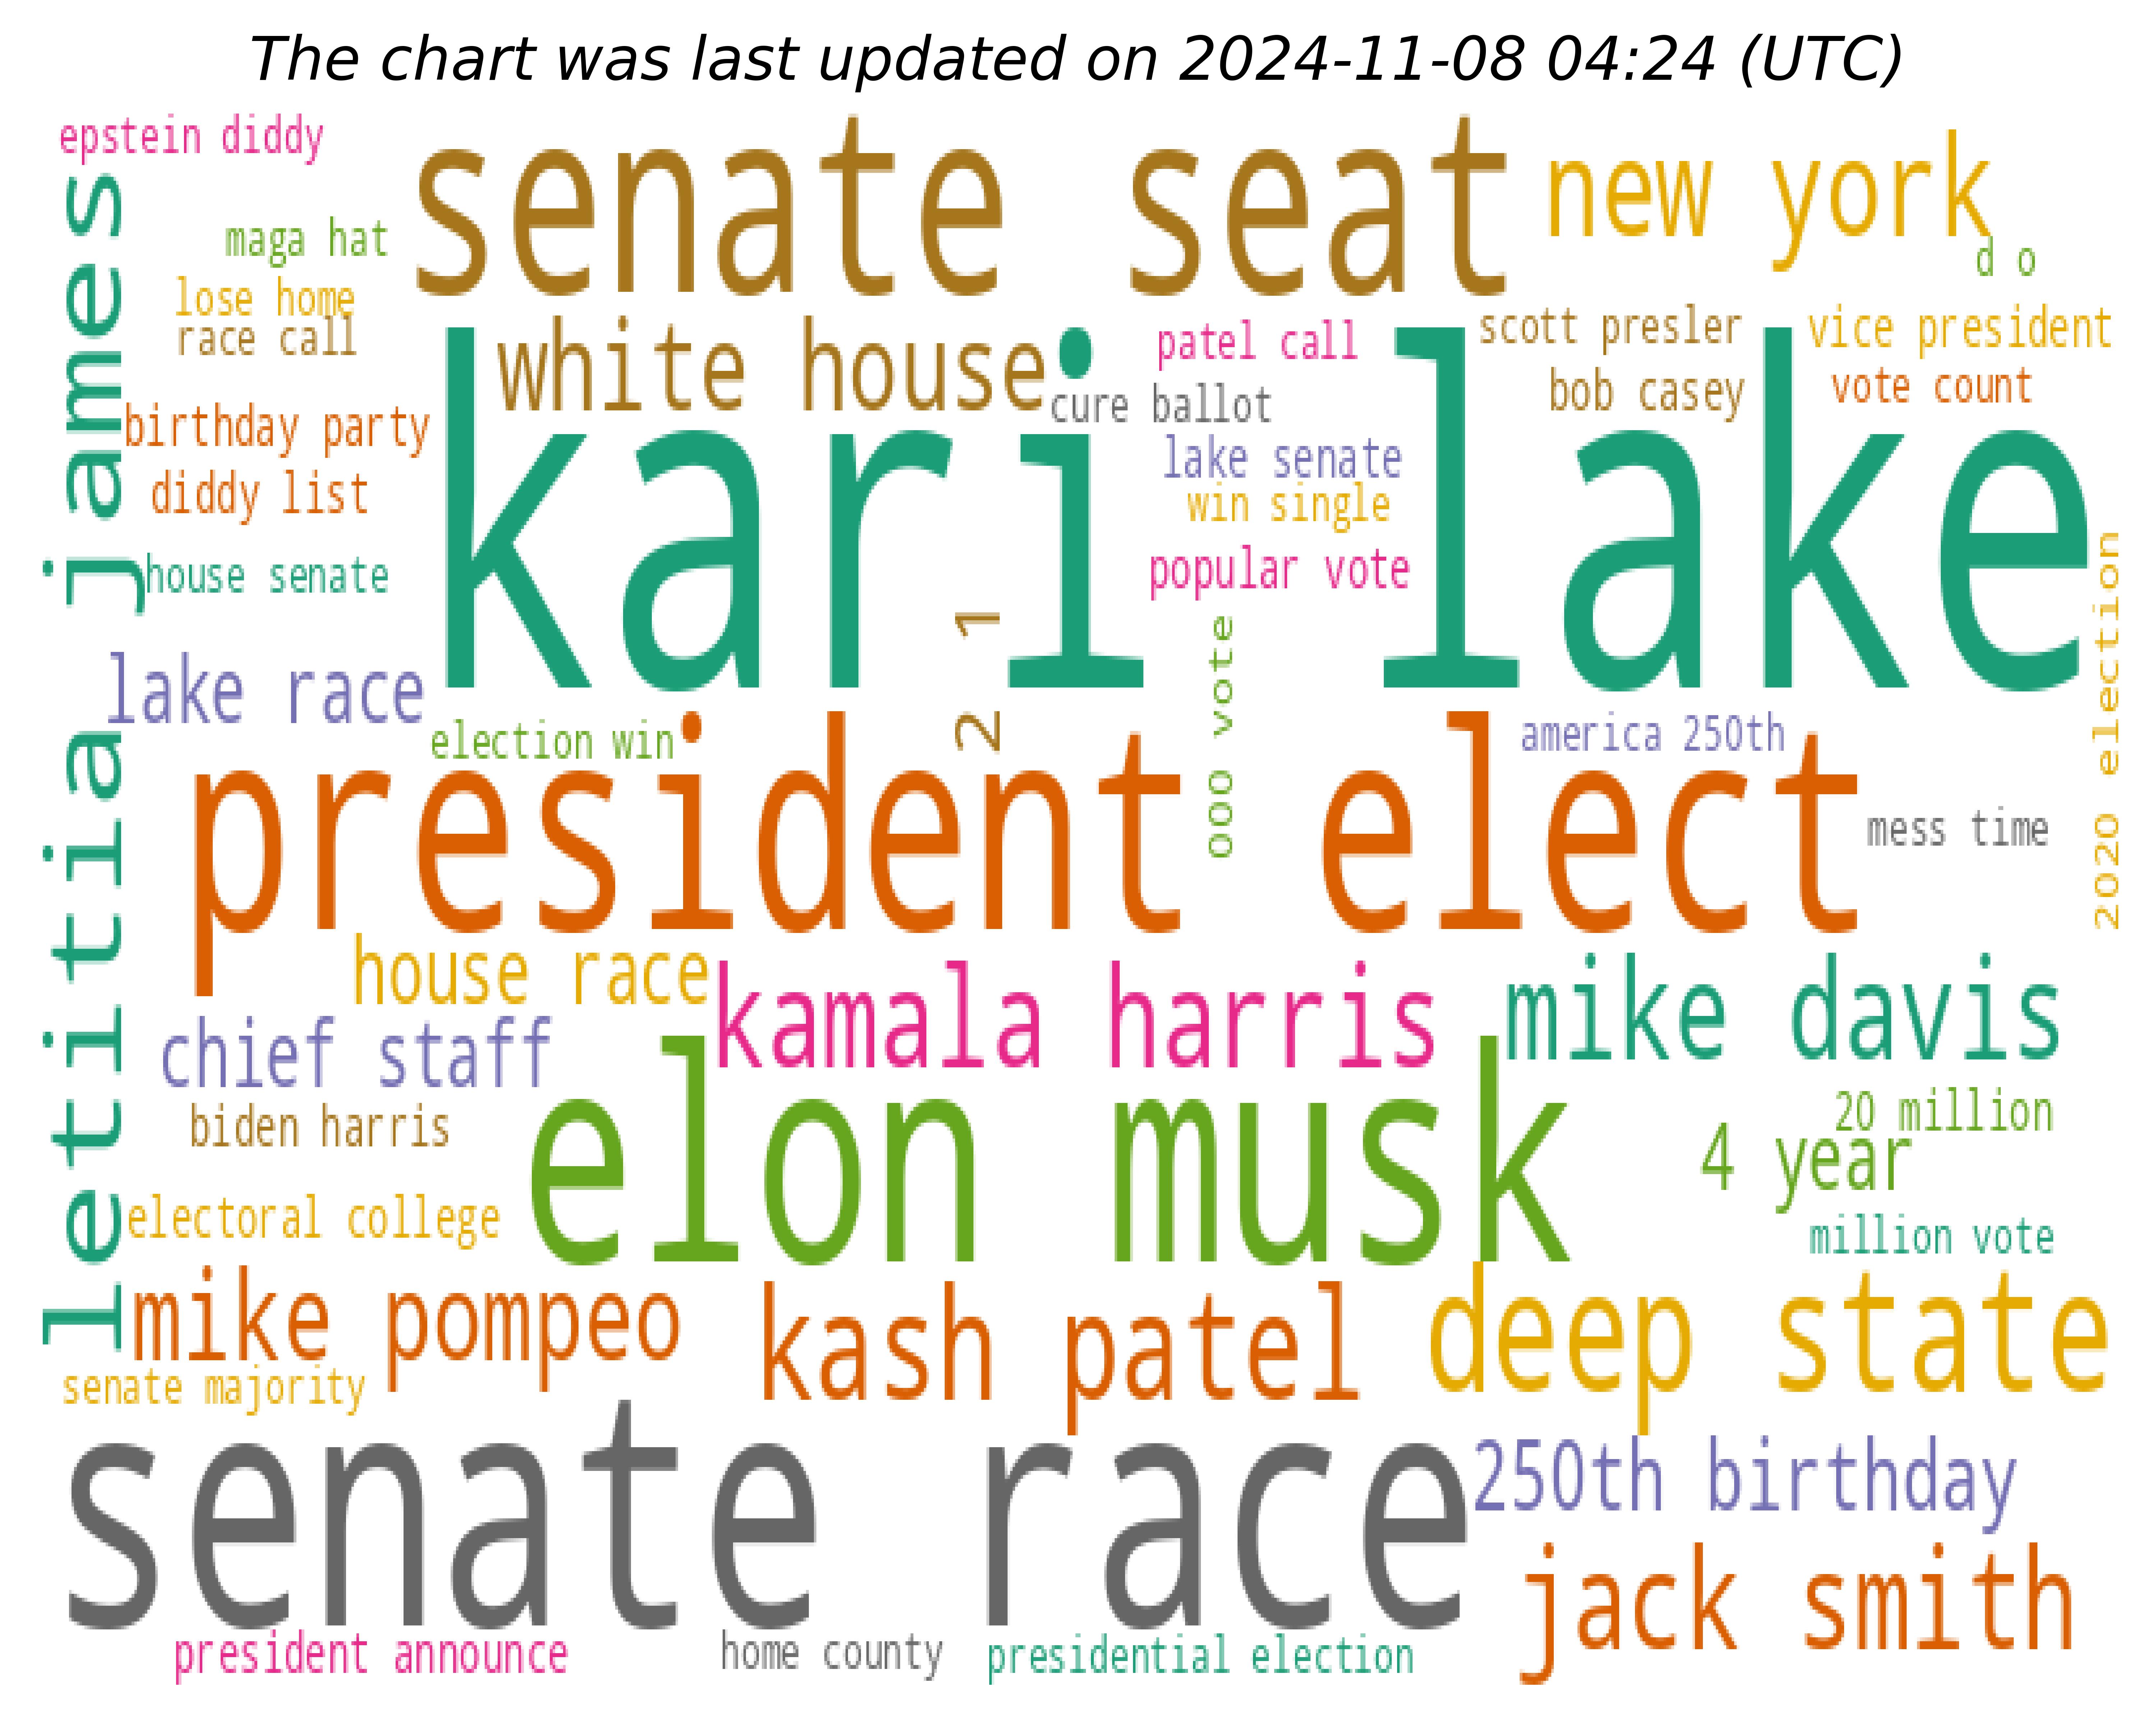 The chart was last updated on 2024-11-08 04:24 (UTC)
epstein diddy
senate seat
new york
maga hat
d o
lose home
race call
white house
patel call
scott presler
vice president
cure ballot
bob casey
vote count
birthday party
kari lake
lake senate
diddy list
win single
house senate
popular vote
letitia james
2 1
000 vote
2020 election
lake race
election win
america 250th
president elect
mess time
house race
kamala harris
mike davis
chief staff
biden harris
elon musk
20 million
4 year
electoral college
million vote
mike pompeo
kash patel
deep state
senate majority
senate race
250th birthday
jack smith
president announce
home county
presidential election